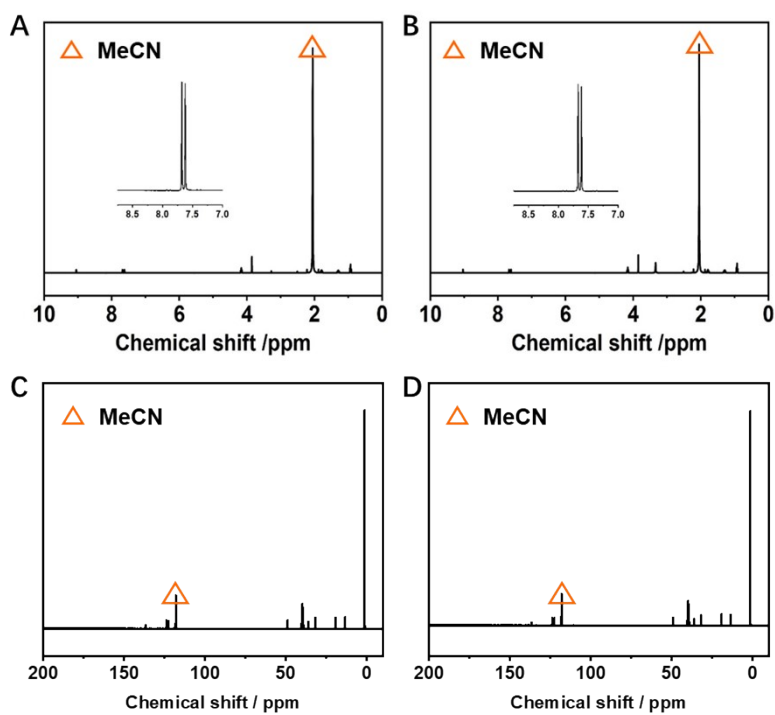 A
MeCN
8.5 8.0 7.5 7.0
10 8 6 4 2 0
Chemical shift /ppm
B
MeCN
8.5 8.0 7.5 7.0
10 8 6 4 2 0
Chemical shift /ppm
C
MeCN
200 150 100 50 0
Chemical shift / ppm
D
MeCN
200 150 100 50 0
Chemical shift / ppm